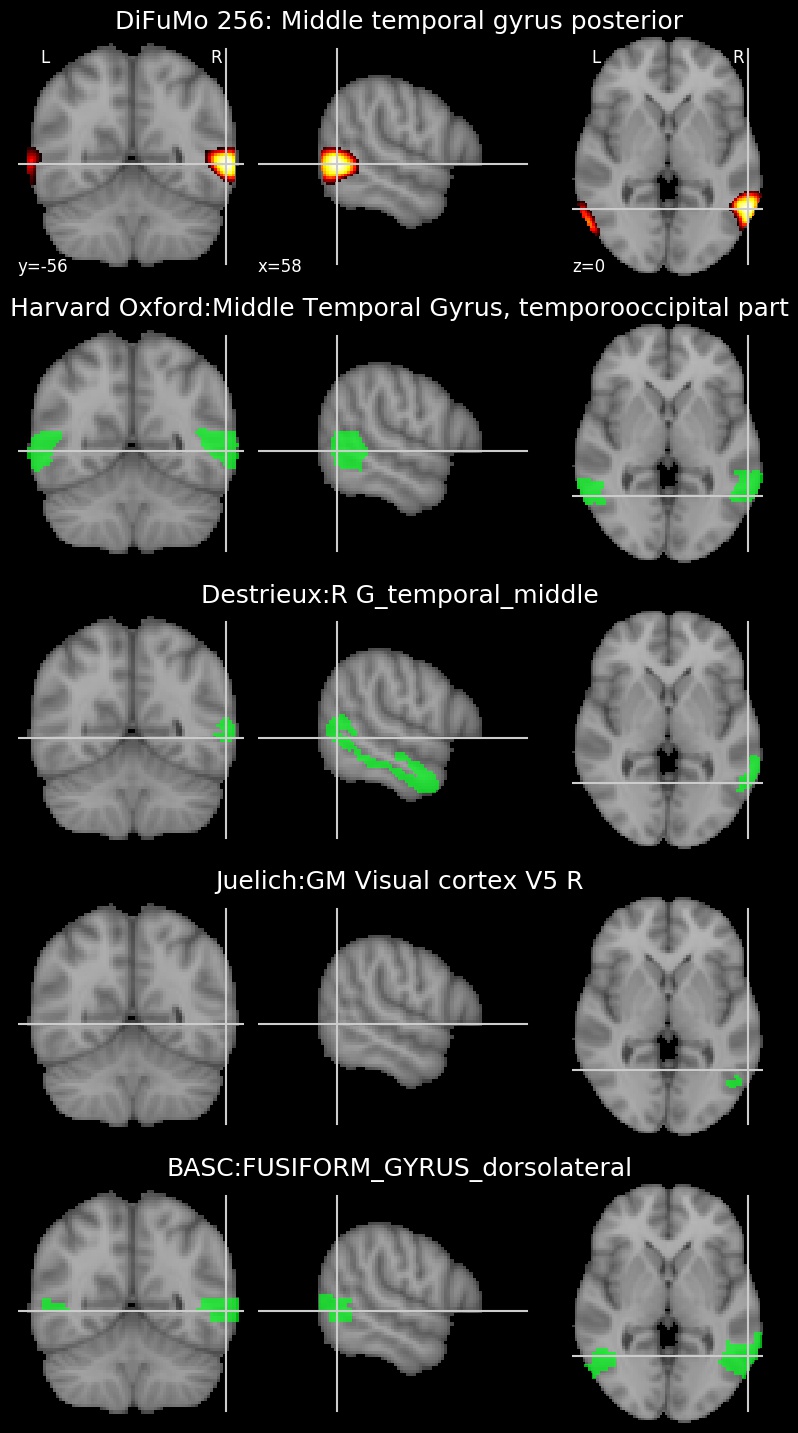 DiFuMo 256: Middle temporal gyrus posterior
L R L R
y=-56 x=58 z=0
Harvard Oxford:Middle Temporal Gyrus, temporooccipital part
Destrieux:R G_temporal_middle
Juelich:GM Visual cortex V5 R
BASC:FUSIFORM_GYRUS_dorsolateral